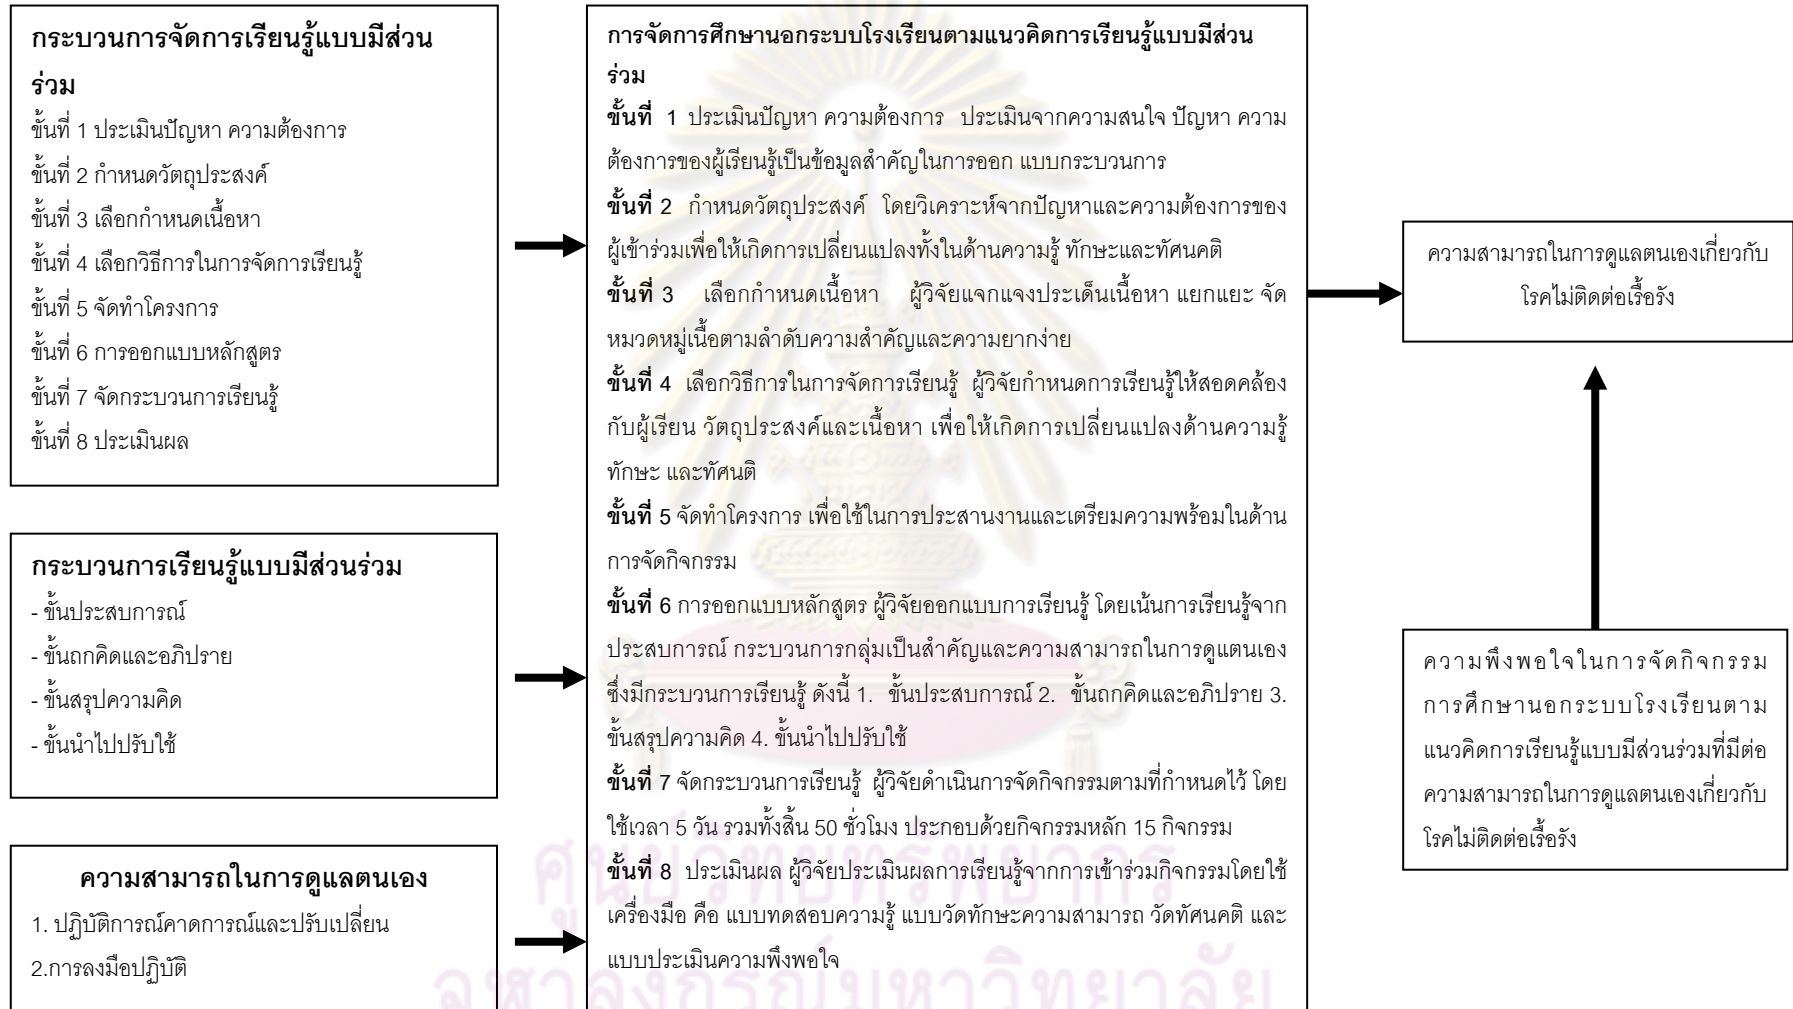 กระบวนการจัดการเรียนรู้แบบมีส่วน
ร่วม
ขั้นที่ 1 ประเมินปัญหา ความต้องการ
ขั้นที่ 2 กำหนดวัตถุประสงค์
ขั้นที่ 3 เลือกกำหนดเนื้อหา
ขั้นที่ 4 เลือกวิธีการในการจัดการเรียนรู้
ขั้นที่ 5 จัดทำโครงการ
ขั้นที่ 6 การออกแบบหลักสูตร
ขั้นที่ 7 จัดกระบวนการเรียนรู้
ขั้นที่ 8 ประเมินผล
กระบวนการเรียนรู้แบบมีส่วนร่วม
- ขั้นประสบการณ์
- ขั้นถกคิดและอภิปราย
- ขั้นสรุปความคิด
- ขั้นนำไปปรับใช้
ความสามารถในการดูแลตนเอง
1. ปฏิบัติการณ์คาดการณ์และปรับเปลี่ยน
2.การลงมือปฏิบัติ
การจัดการศึกษานอกระบบโรงเรียนตามแนวคิดการเรียนรู้แบบมีส่วน
ร่วม
ขั้นที่ 1 ประเมินปัญหา ความต้องการ ประเมินจากความสนใจ ปัญหา ความ
ต้องการของผู้เรียนรู้เป็นข้อมูลสำคัญในการออก แบบกระบวนการ
ขั้นที่ 2 กำหนดวัตถุประสงค์ โดยวิเคราะห์จากปัญหาและความต้องการของ
ผู้เข้าร่วมเพื่อให้เกิดการเปลี่ยนแปลงทั้งในด้านความรู้ ทักษะและทัศนคติ
ขั้นที่ 3 เลือกกำหนดเนื้อหา ผู้วิจัยแจกแจงประเด็นเนื้อหา แยกแยะ จัด
หมวดหมู่เนื้อตามลำดับความสำคัญและความยากง่าย
ขั้นที่ 4 เลือกวิธีการในการจัดการเรียนรู้ ผู้วิจัยกำหนดการเรียนรู้ให้สอดคล้อง
กับผู้เรียน วัตถุประสงค์และเนื้อหา เพื่อให้เกิดการเปลี่ยนแปลงด้านความรู้
ทักษะ และทัศนติ
ขั้นที่ 5 จัดทำโครงการ เพื่อใช้ในการประสานงานและเตรียมความพร้อมในด้าน
การจัดกิจกรรม
ขั้นที่ 6 การออกแบบหลักสูตร ผู้วิจัยออกแบบการเรียนรู้ โดยเน้นการเรียนรู้จาก
ประสบการณ์ กระบวนการกลุ่มเป็นสำคัญและความสามารถในการดูแตนเอง
ซึ่งมีกระบวนการเรียนรู้ ดังนี้ 1. ขั้นประสบการณ์ 2. ขั้นถกคิดและอภิปราย 3.
ขั้นสรุปความคิด 4. ขั้นนำไปปรับใช้
ขั้นที่ 7 จัดกระบวนการเรียนรู้ ผู้วิจัยดำเนินการจัดกิจกรรมตามที่กำหนดไว้ โดย
ใช้เวลา 5 วัน รวมทั้งสิ้น 50 ชั่วโมง ประกอบด้วยกิจกรรมหลัก 15 กิจกรรม
ขั้นที่ 8 ประเมินผล ผู้วิจัยประเมินผลการเรียนรู้จากการเข้าร่วมกิจกรรมโดยใช้
เครื่องมือ คือ แบบทดสอบความรู้ แบบวัดทักษะความสามารถ วัดทัศนคติ และ
แบบประเมินความพึงพอใจ
ความสามารถในการดูแลตนเองเกี่ยวกับ
โรคไม่ติดต่อเรื้อรัง
ความพึงพอใจในการจัดกิจกรรม
การศึกษานอกระบบโรงเรียนตาม
แนวคิดการเรียนรู้แบบมีส่วนร่วมที่มีต่อ
ความสามารถในการดูแลตนเองเกี่ยวกับ
โรคไม่ติดต่อเรื้อรัง
ศูนย์วิทยทรัพยากร
จุฬาลงกรณ์มหาวิทยาลัย